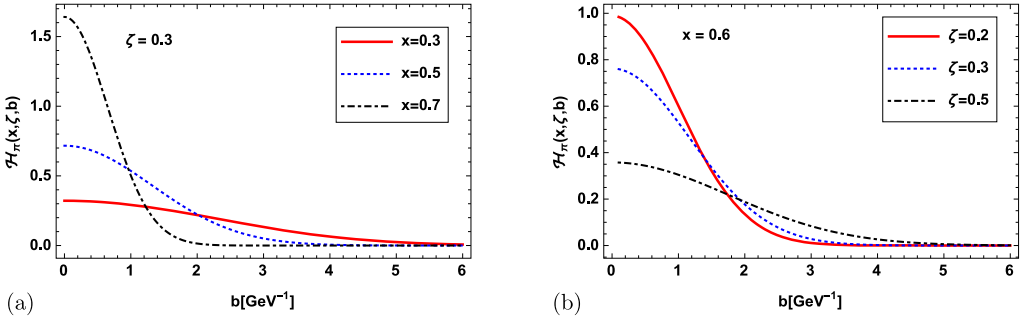 ζ = 0.3
x=0.3
x=0.5
x=0.7
1.5
1.0
0.5
0.0
ℋπ(x,ζ,b)
0 1 2 3 4 5 6
b[GeV⁻¹]
(a)
x = 0.6
ζ=0.2
ζ=0.3
ζ=0.5
1.0
0.8
0.6
0.4
0.2
0.0
ℋπ(x,ζ,b)
0 1 2 3 4 5 6
b[GeV⁻¹]
(b)